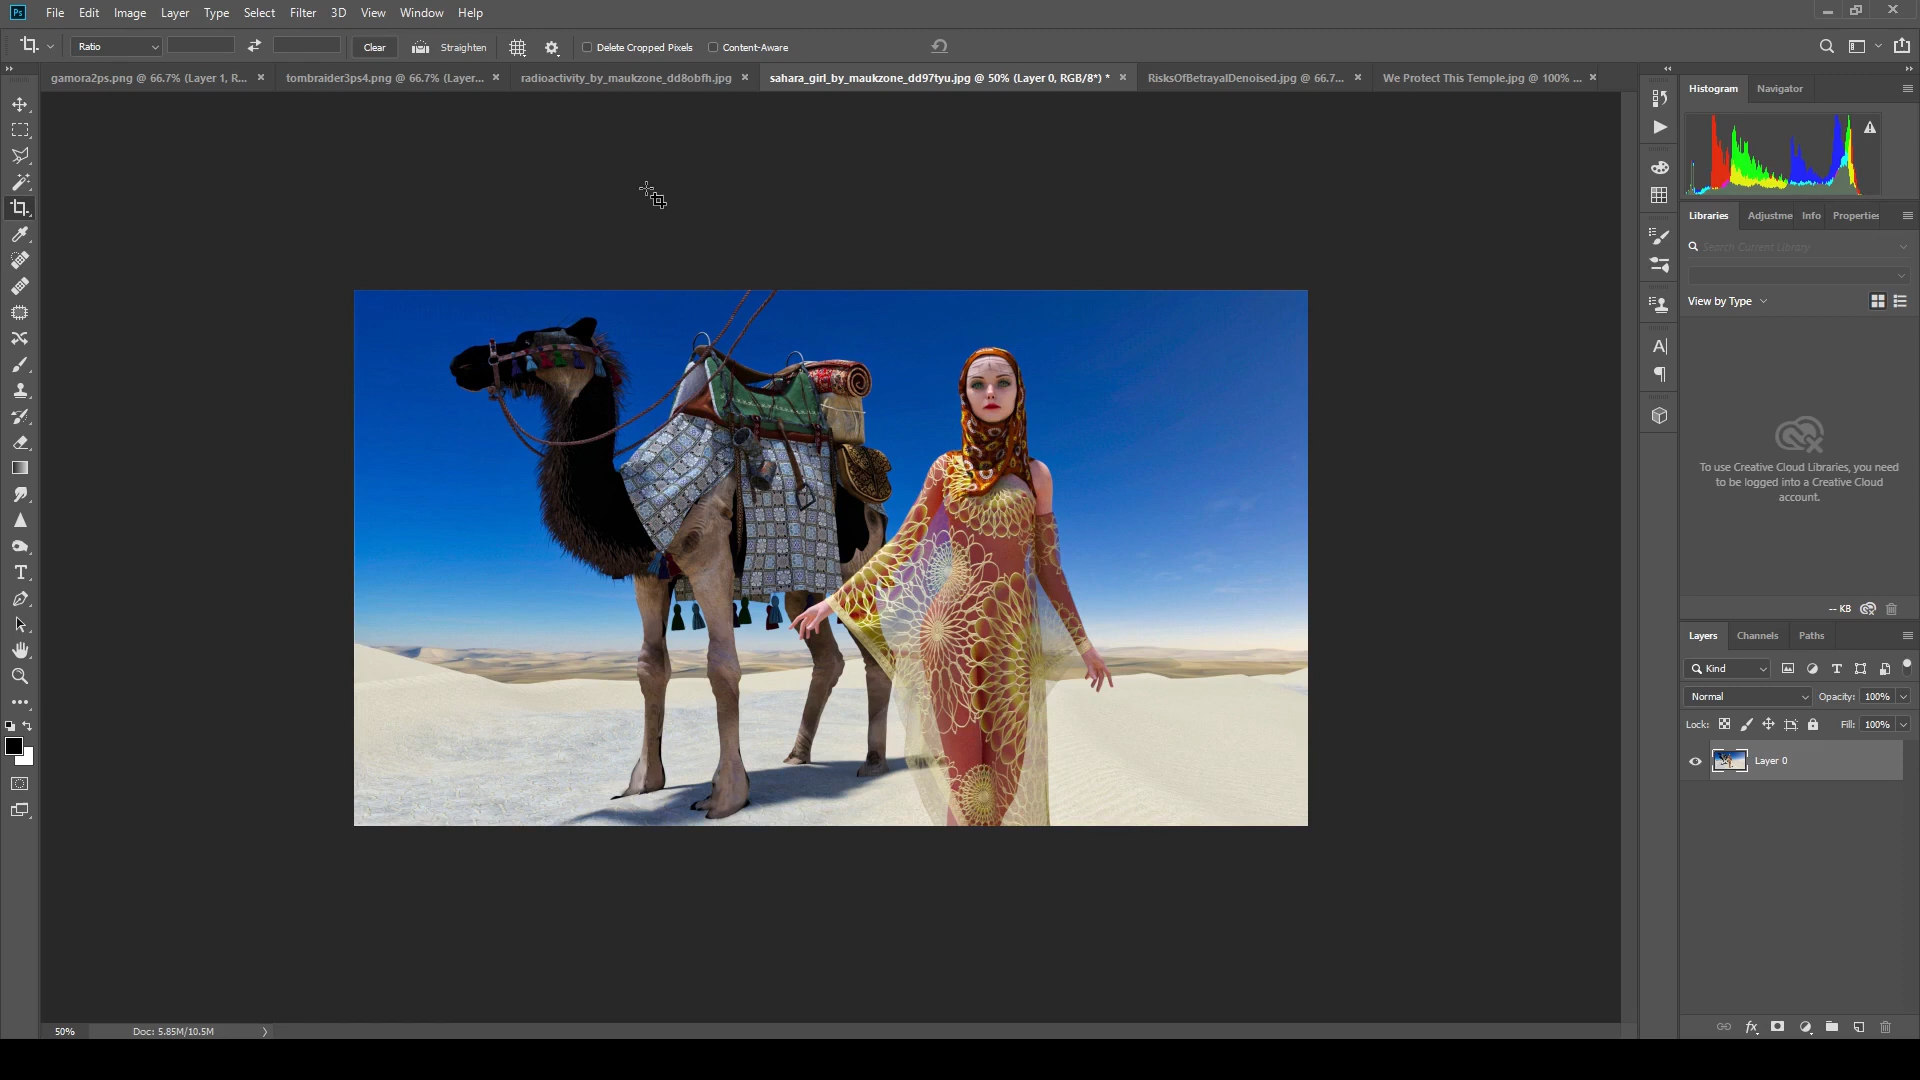 Ps File Edit Image Layer Type Select Filter 3D View Window Help
Ratio Clear Straighten Delete Cropped Pixels Content-Aware
gamora2ps.png @ 66.7% (Layer 1, R... tombraider3ps4.png @ 66.7% (Layer... radioactivity_by_maukzone_dd8obfh.jpg sahara_girl_by_maukzone_dd97tyu.jpg @ 50% (Layer 0, RGB/8*) * RisksOfBetrayalDenoised.jpg @ 66.7... We Protect This Temple.jpg @ 100% ...
Histogram Navigator
Libraries Adjustme Info Properties
Search Current Library
View by Type
To use Creative Cloud Libraries, you need
to be logged into a Creative Cloud
account.
-- KB
Layers Channels Paths
Kind
Normal Opacity: 100%
Lock: Fill: 100%
Layer 0
50% Doc: 5.85M/10.5M